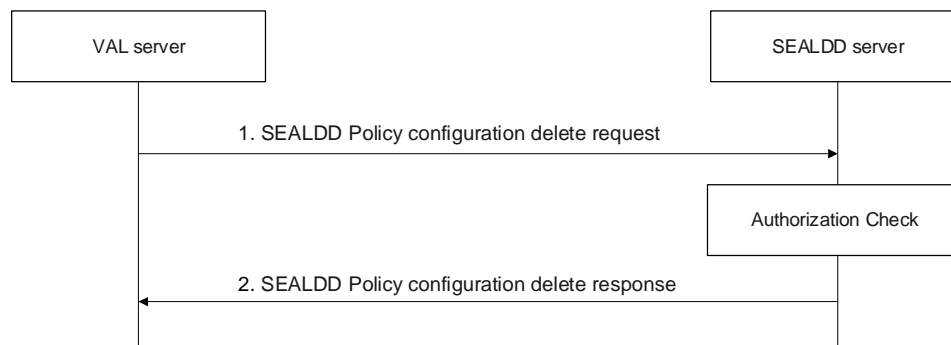 VAL server
SEALDD server
1. SEALDD Policy configuration delete request
Authorization Check
2. SEALDD Policy configuration delete response